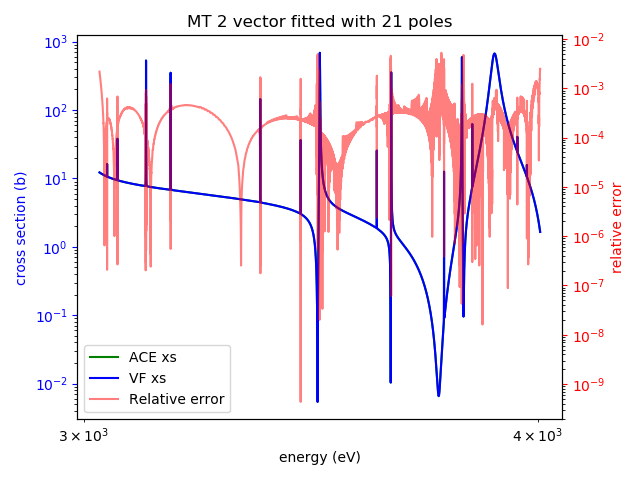 MT 2 vector fitted with 21 poles
cross section (b)
10³
10²
10¹
10⁰
10⁻¹
10⁻²
10⁻²
10⁻³
10⁻⁴
10⁻⁵
10⁻⁶
10⁻⁷
10⁻⁸
10⁻⁹
relative error
ACE xs
VF xs
Relative error
3 × 10³
4 × 10³
energy (eV)